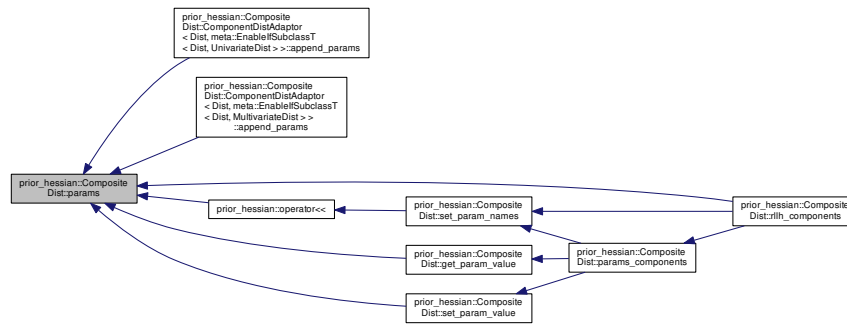 prior_hessian::Composite
Dist::ComponentDistAdaptor
< Dist, meta::EnableIfSubclassT
< Dist, UnivariateDist > >::append_params
prior_hessian::Composite
Dist::ComponentDistAdaptor
< Dist, meta::EnableIfSubclassT
< Dist, MultivariateDist > >
::append_params
prior_hessian::Composite
Dist::params
prior_hessian::operator<<
prior_hessian::Composite
Dist::set_param_names
prior_hessian::Composite
Dist::rllh_components
prior_hessian::Composite
Dist::get_param_value
prior_hessian::Composite
Dist::params_components
prior_hessian::Composite
Dist::set_param_value